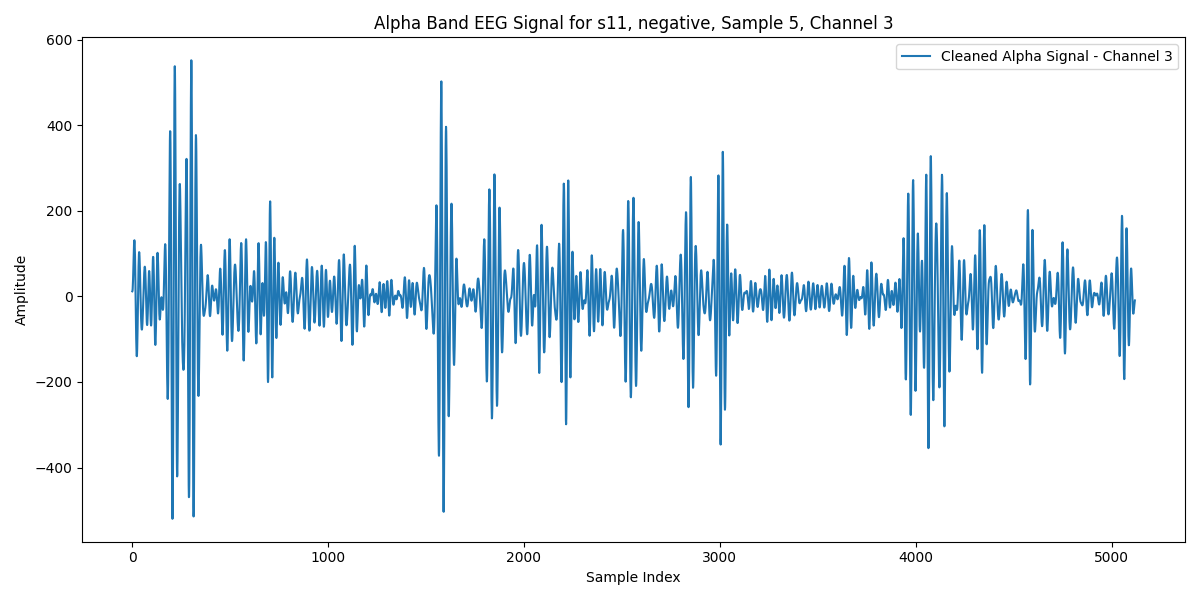 Alpha Band EEG Signal for s11, negative, Sample 5, Channel 3
Cleaned Alpha Signal - Channel 3
Amplitude
600
400
200
0
−200
−400
0 1000 2000 3000 4000 5000
Sample Index